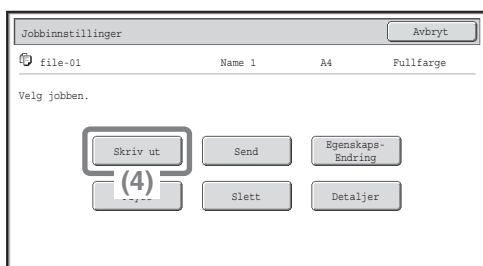 Jobbinnstillinger
Avbryt
file-01 Name 1 A4 Fullfarge
Velg jobben.
Skriv ut
Send
Egenskaps-
Endring
(4)
Slett
Detaljer